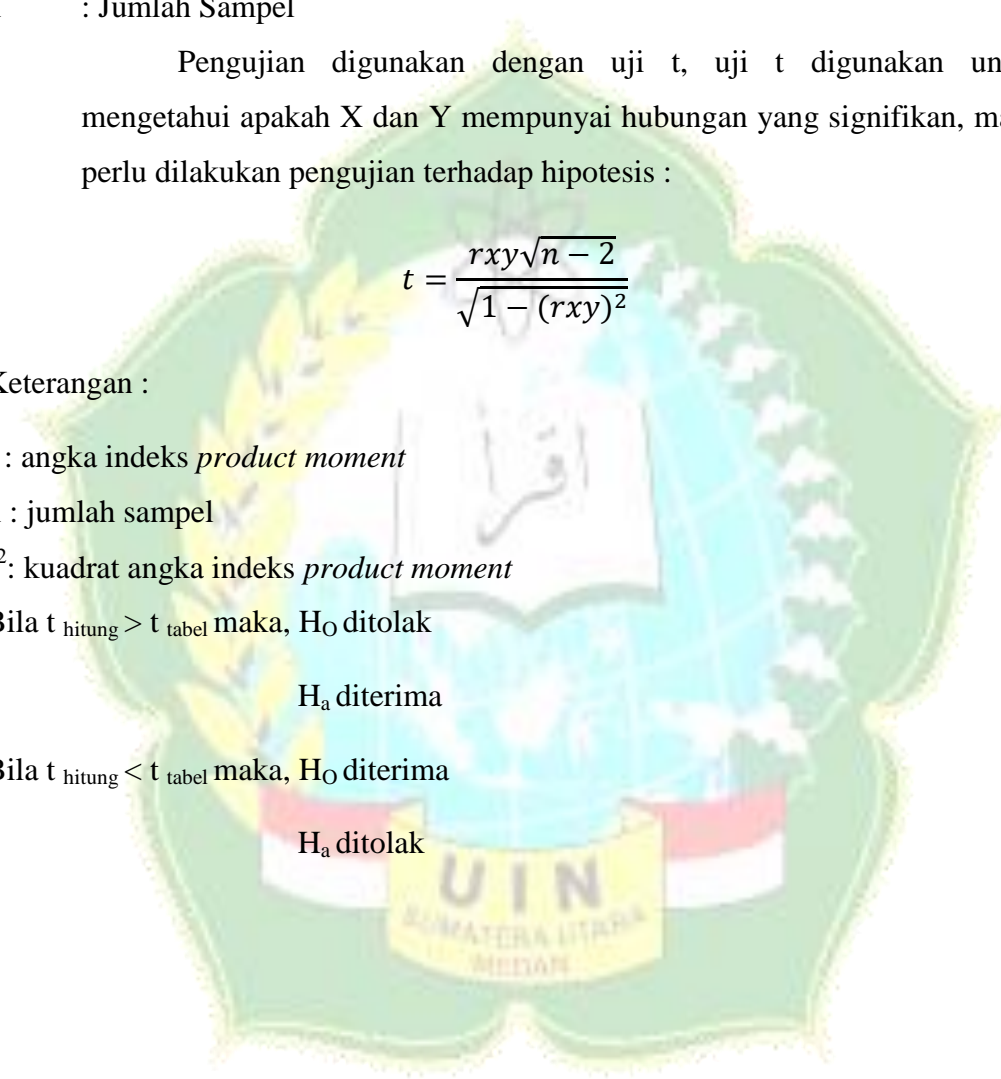 : Jumlah Sampel
Pengujian digunakan dengan uji t, uji t digunakan un
mengetahui apakah X dan Y mempunyai hubungan yang signifikan, ma
perlu dilakukan pengujian terhadap hipotesis :
t = rxy√n − 2 / √1 − (rxy)²
Keterangan :
: angka indeks product moment
: jumlah sampel
²: kuadrat angka indeks product moment
Bila t hitung > t tabel maka, HO ditolak
Ha diterima
Bila t hitung < t tabel maka, HO diterima
Ha ditolak
اقرأ
UIN
SUMATERA UTARA
MEDAN